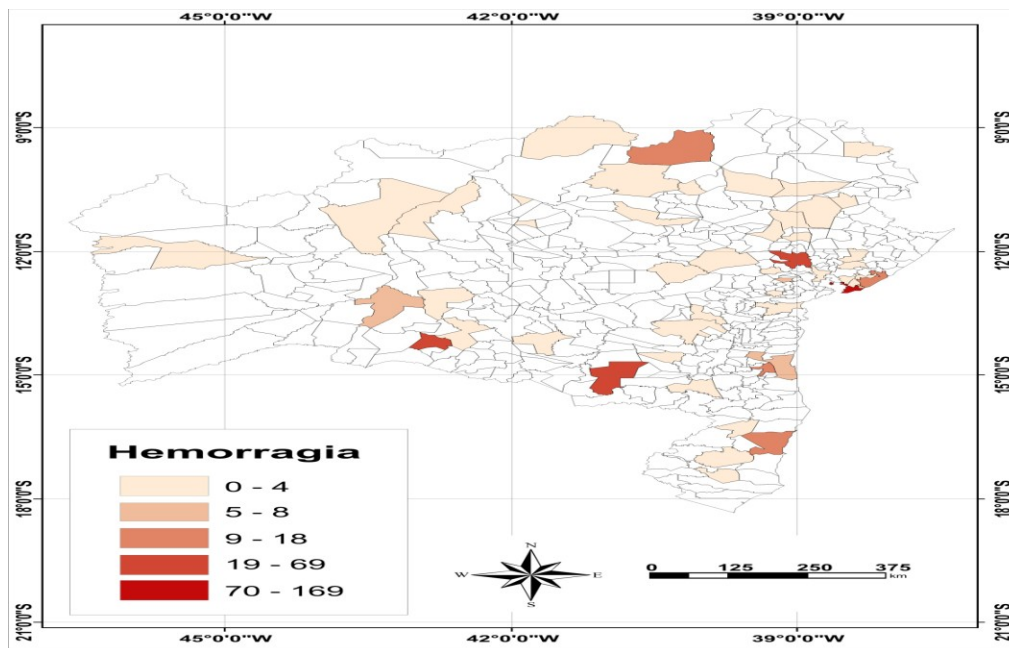 45°0'0"W 42°0'0"W 39°0'0"W
9°0'0"S 9°0'0"S
12°0'0"S 12°0'0"S
15°0'0"S 15°0'0"S
Hemorragia
0 - 4
5 - 8
9 - 18
19 - 69
70 - 169
18°0'0"S 18°0'0"S
N
W E
S
0 125 250 375
km
21°0'0"S 21°0'0"S
45°0'0"W 42°0'0"W 39°0'0"W